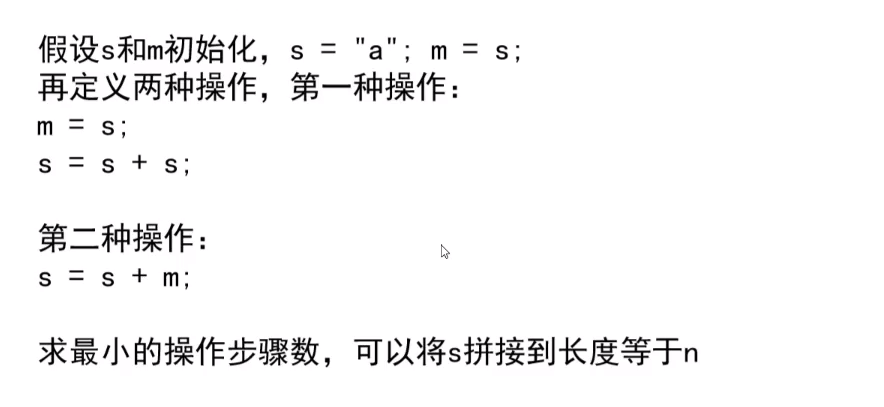 假设s和m初始化，s = "a"; m = s;
再定义两种操作，第一种操作：
m = s;
s = s + s;
第二种操作：
s = s + m;
求最小的操作步骤数，可以将s拼接到长度等于n